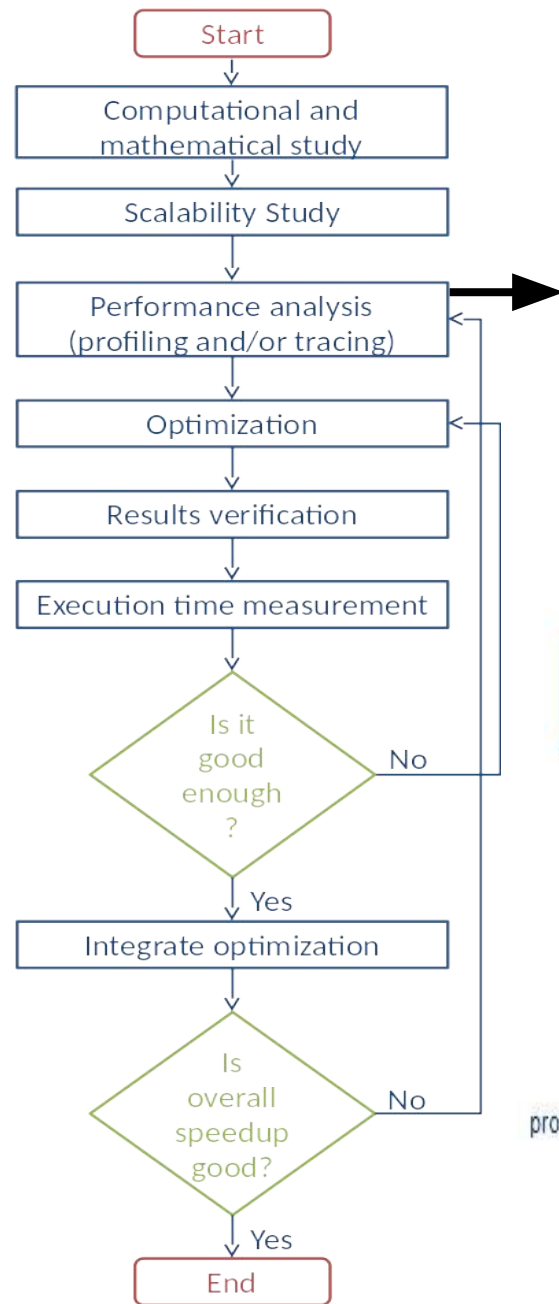 Start
Computational and
mathematical study
Scalability Study
Performance analysis
(profiling and/or tracing)
Optimization
Results verification
Execution time measurement
Is it
good
enough
?
No
Yes
Integrate optimization
Is
overall
speedup
good?
No
pro
Yes
End